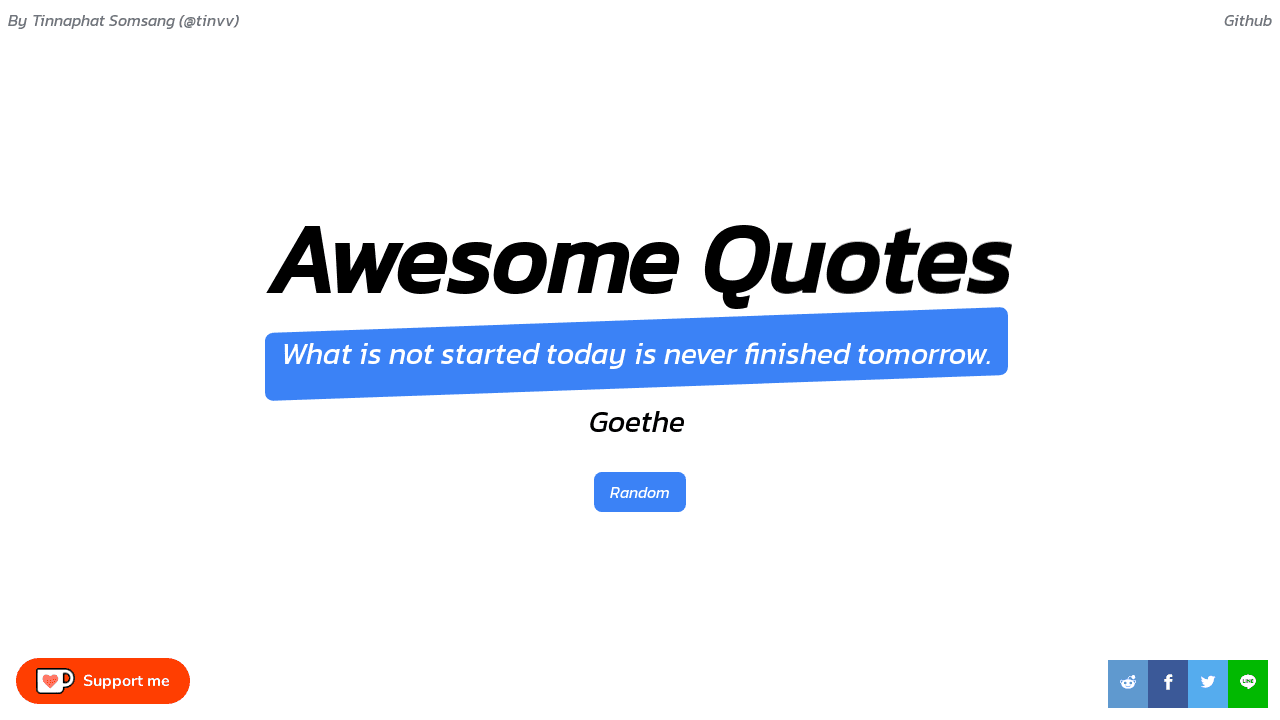 By Tinnaphat Somsang (@tinvv)
Github
Awesome Quotes
What is not started today is never finished tomorrow.
Goethe
Random
Support me
LINE